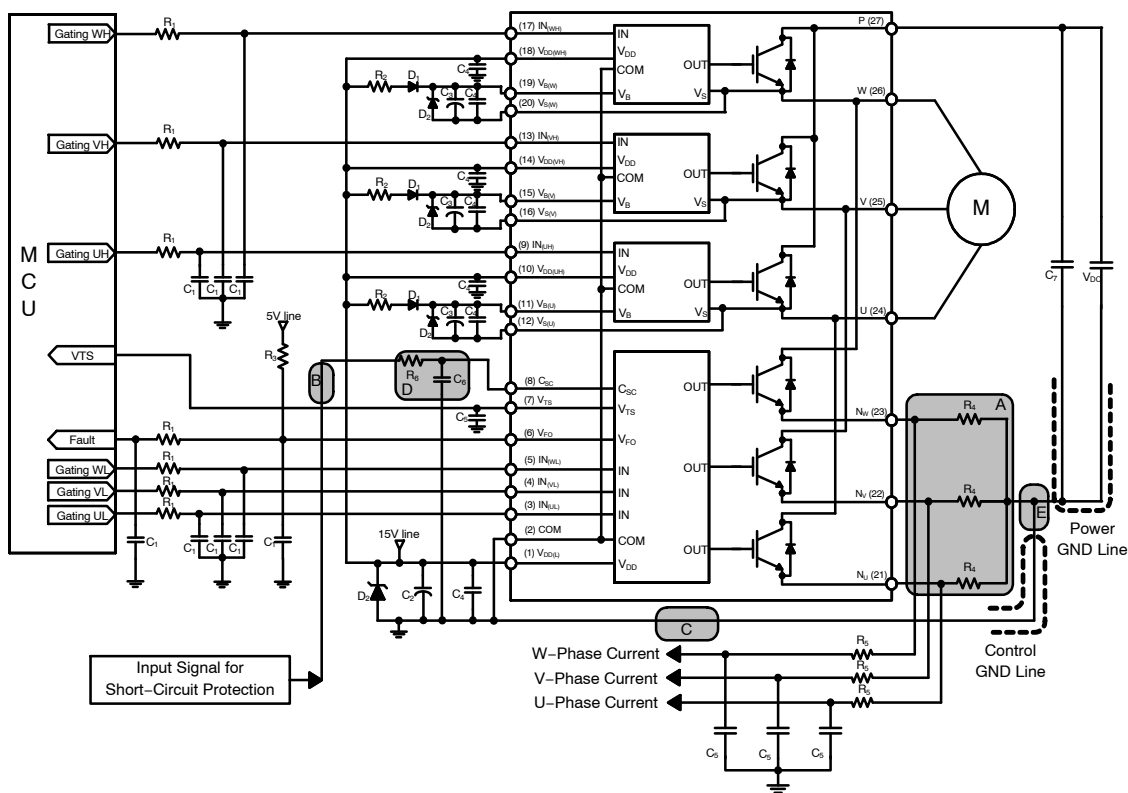 MCU
Gating WH
R1
(17) IN(WH)
P (27)
IN
(18) VDD(WH)
VDD
COM
OUT
C4
R2
D1
(19) VB(W)
VB
VS
C3
C4
D2
(20) VS(W)
W (26)
Gating VH
R1
(13) IN(VH)
IN
(14) VDD(VH)
VDD
COM
OUT
C4
R2
D1
(15) VB(V)
VB
VS
C3
C4
D2
(16) VS(V)
V (25)
M
Gating UH
R1
(9) IN(UH)
IN
(10) VDD(UH)
VDD
COM
OUT
C4
C1
C1
C1
R2
D1
(11) VB(U)
VB
VS
C3
C4
D2
(12) VS(U)
U (24)
C7
VDC
5V line
R3
VTS
B
R6
D
C6
(8) CSC
CSC
OUT
C5
(7) VTS
VTS
NW (23)
R4
A
Fault
R1
(6) VFO
VFO
Gating WL
R1
(5) IN(WL)
IN
OUT
Gating VL
R1
(4) IN(VL)
IN
NV (22)
R4
E
Gating UL
R1
(3) IN(UL)
IN
Power
GND Line
(2) COM
COM
OUT
C1
C1
C1
C1
C1
15V line
(1) VDD(L)
VDD
NU (21)
R4
D2
C2
C4
C
Control
GND Line
Input Signal for
Short−Circuit Protection
W−Phase Current
R5
V−Phase Current
R5
U−Phase Current
R5
C5
C5
C5